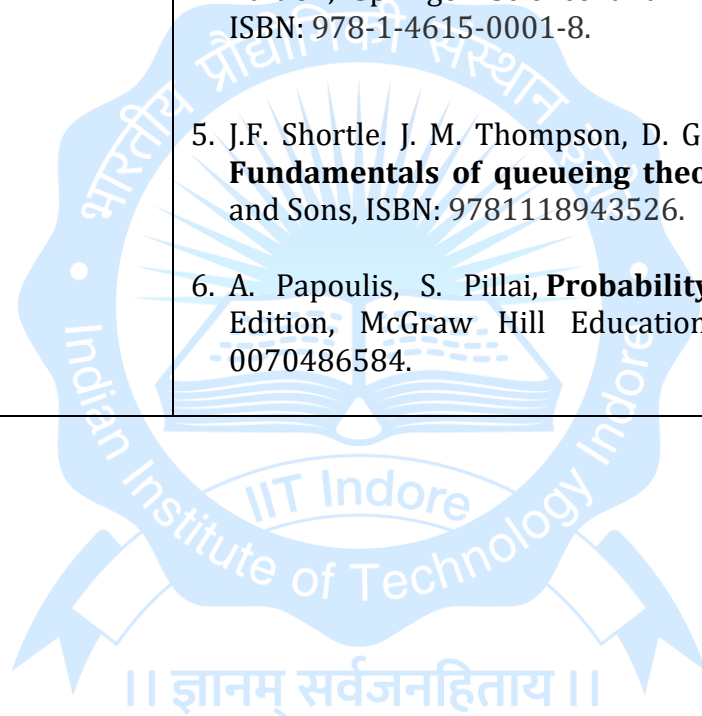 ISBN: 978-1-4615-0001-8.
5. J.F. Shortle. J. M. Thompson, D. G
Fundamentals of queueing theo
and Sons, ISBN: 9781118943526.
6. A. Papoulis, S. Pillai, Probability
Edition, McGraw Hill Education
0070486584.
भारतीय प्रौद्योगिकी संस्थान इंदौर
Indian Institute of Technology Indore
IIT Indore
।। ज्ञानम् सर्वजनहिताय ।।